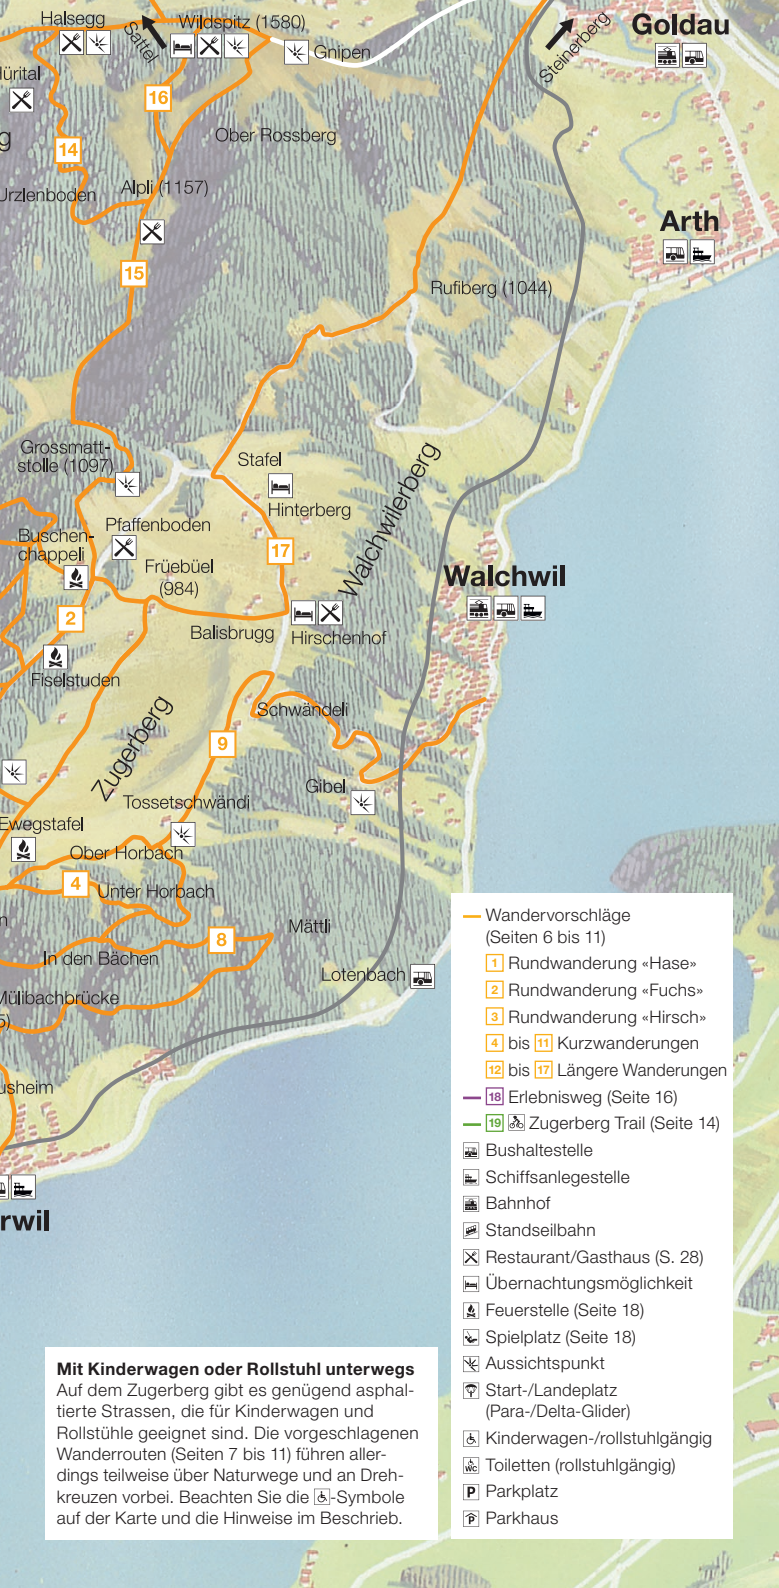 Halsegg
Sattel
Wildspitz (1580)
Gnipen
Steinerberg
Goldau
16
14
Ober Rossberg
Alpli (1157)
Arth
15
Rufiberg (1044)
Grossmatt-
stolle (1097)
Stafel
Hinterberg
Walchwilerberg
Buschen-
chappeli
Pfaffenboden
17
Früebüel
(984)
Walchwil
2
Balisbrugg
Hirschenhof
Fiselstuden
Zugerberg
Schwändeli
9
Gibel
Tossetschwändi
Ewegstafel
Ober Horbach
4
Unter Horbach
8
Mättli
In den Bächen
Lotenbach
Mülibachbrücke
5)
usheim
rwil
Wandervorschläge
(Seiten 6 bis 11)
1 Rundwanderung «Hase»
2 Rundwanderung «Fuchs»
3 Rundwanderung «Hirsch»
4 bis 11 Kurzwanderungen
12 bis 17 Längere Wanderungen
18 Erlebnisweg (Seite 16)
19 Zugerberg Trail (Seite 14)
Bushaltestelle
Schiffsanlegestelle
Bahnhof
Standseilbahn
Restaurant/Gasthaus (S. 28)
Übernachtungsmöglichkeit
Feuerstelle (Seite 18)
Spielplatz (Seite 18)
Aussichtspunkt
Start-/Landeplatz
(Para-/Delta-Glider)
Kinderwagen-/rollstuhlgängig
WC Toiletten (rollstuhlgängig)
P Parkplatz
P Parkhaus
Mit Kinderwagen oder Rollstuhl unterwegs
Auf dem Zugerberg gibt es genügend asphal-
tierte Strassen, die für Kinderwagen und
Rollstühle geeignet sind. Die vorgeschlagenen
Wanderrouten (Seiten 7 bis 11) führen aller-
dings teilweise über Naturwege und an Dreh-
kreuzen vorbei. Beachten Sie die -Symbole
auf der Karte und die Hinweise im Beschrieb.